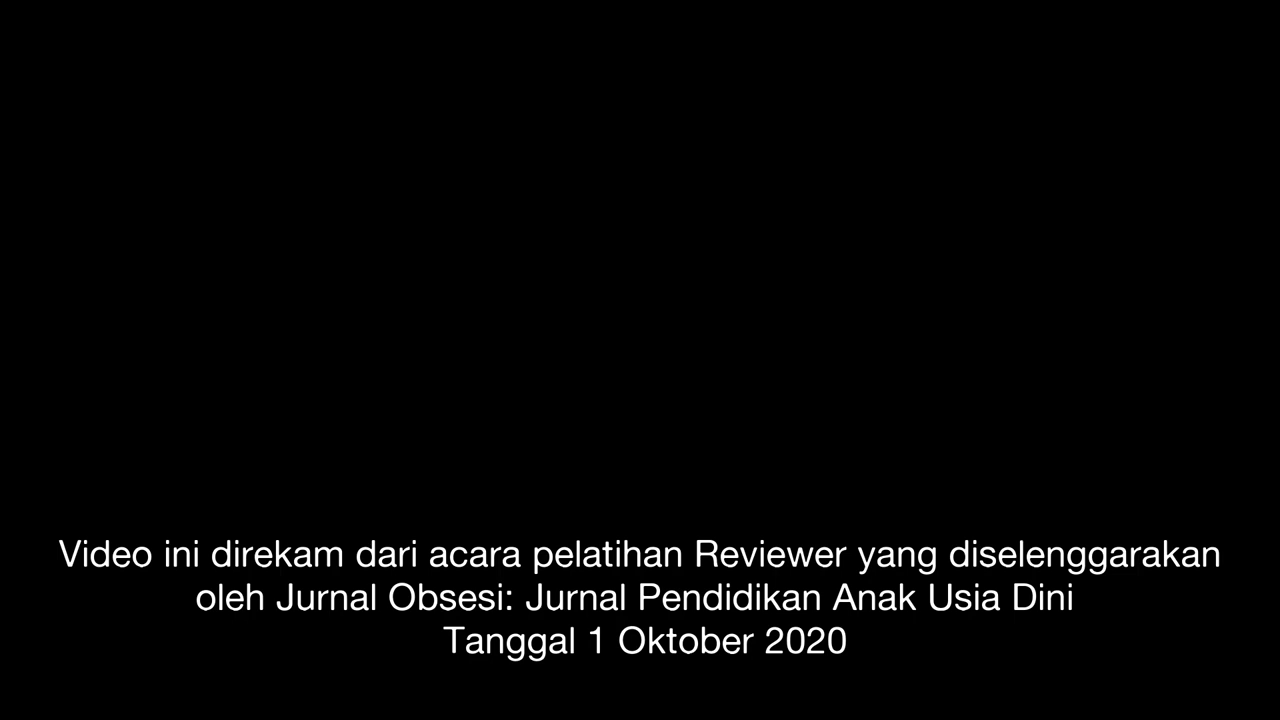 Video ini direkam dari acara pelatihan Reviewer yang diselenggarakan
oleh Jurnal Obsesi: Jurnal Pendidikan Anak Usia Dini
Tanggal 1 Oktober 2020